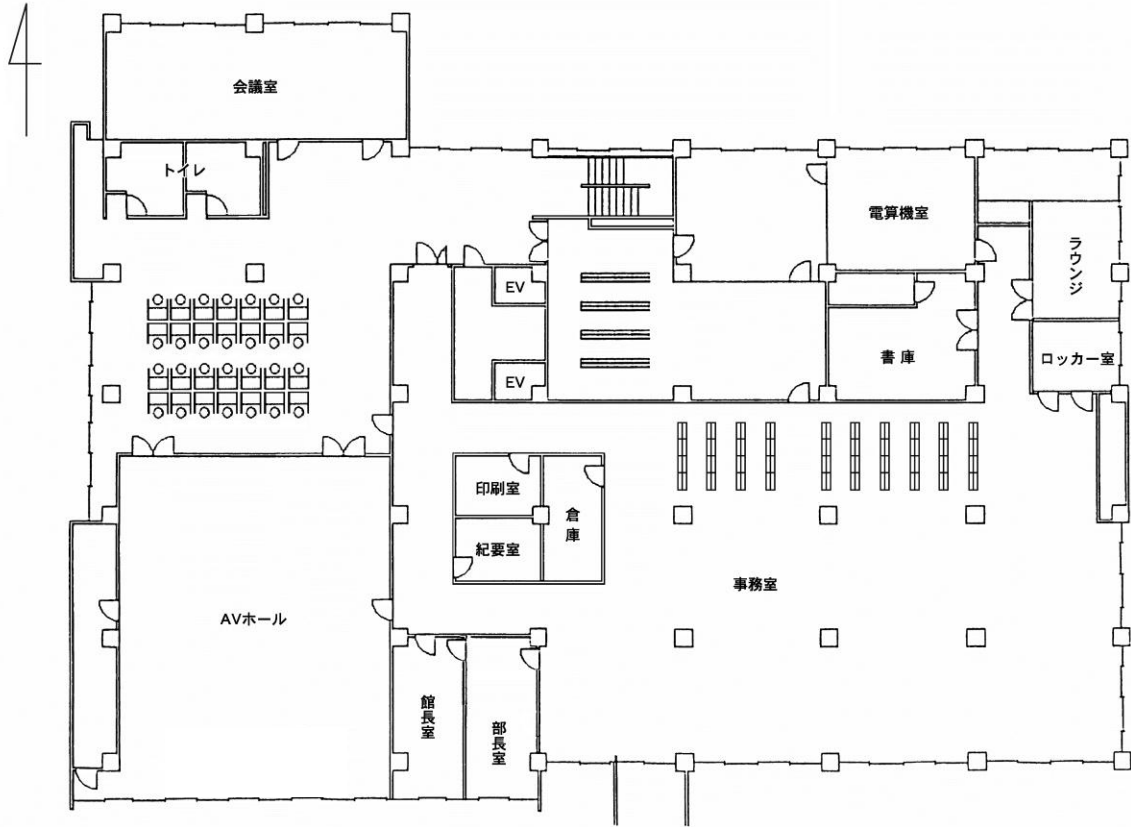 会議室
トイレ
電算機室
ラウンジ
EV
書庫
ロッカー室
EV
印刷室
倉庫
紀要室
事務室
AVホール
館長室
部長室